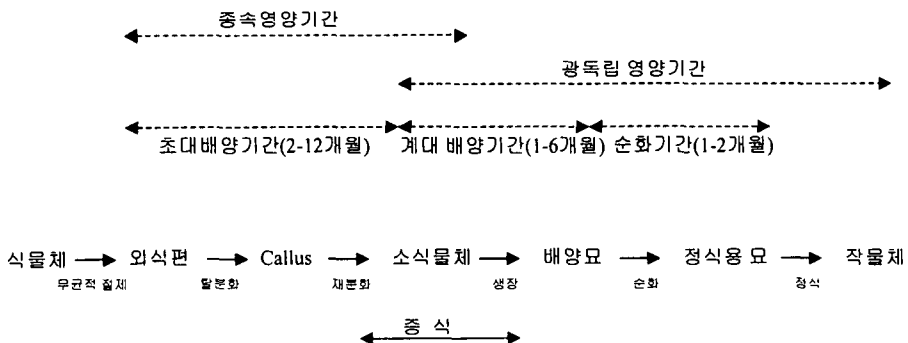 종속영양기간
광독립 영양기간
초대배양기간(2-12개월) 계대 배양기간(1-6개월) 순화기간(1-2개월)
식물체 외식편 Callus 소식물체 배양묘 정식용 묘 작물체
무균적 절제 탈분화 재분화 생장 순화 정식
증 식